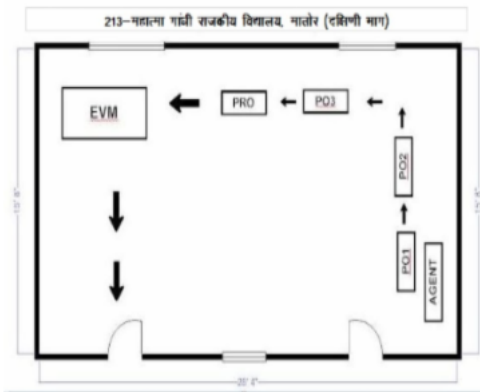 213-महात्मा गांधी राजकीय विद्यालय, मातोर (दक्षिणी भाग)
EVM
PRO
PO3
PO2
PO1
AGENT